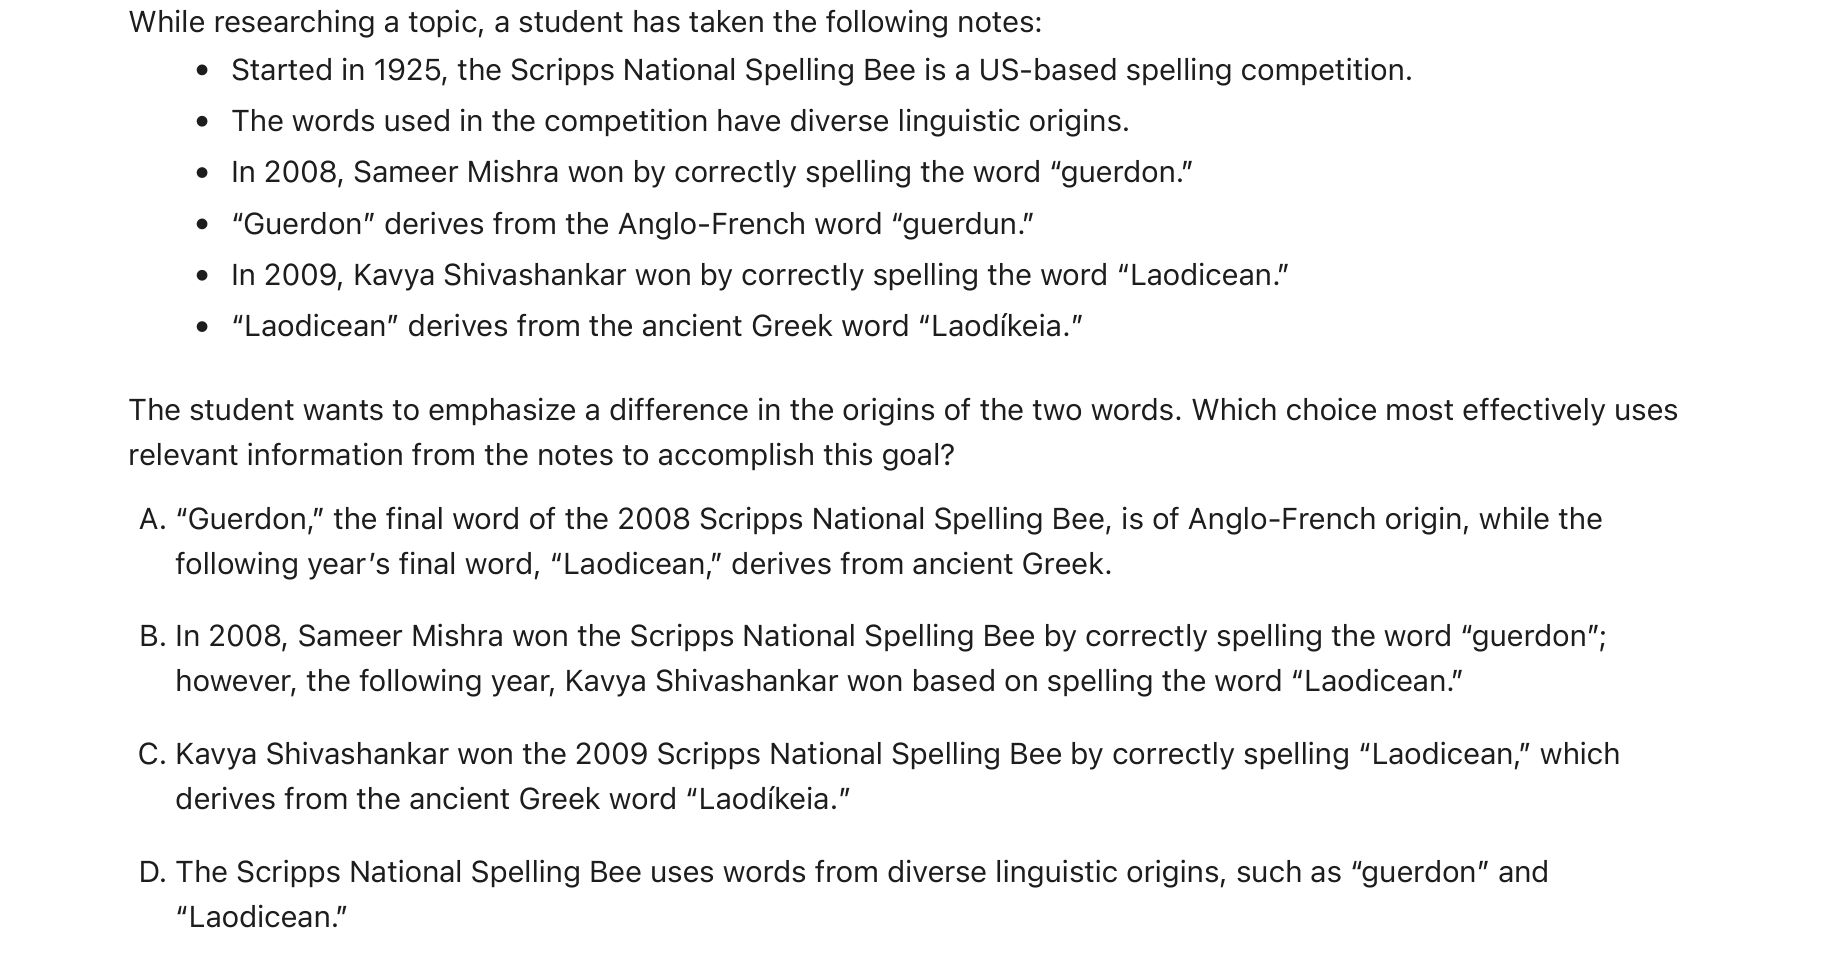 While researching a topic, a student has taken the following notes:
• Started in 1925, the Scripps National Spelling Bee is a US-based spelling competition.
• The words used in the competition have diverse linguistic origins.
• In 2008, Sameer Mishra won by correctly spelling the word “guerdon.”
• “Guerdon” derives from the Anglo-French word “guerdun.”
• In 2009, Kavya Shivashankar won by correctly spelling the word “Laodicean.”
• “Laodicean” derives from the ancient Greek word “Laodíkeia.”
The student wants to emphasize a difference in the origins of the two words. Which choice most effectively uses
relevant information from the notes to accomplish this goal?
A. “Guerdon,” the final word of the 2008 Scripps National Spelling Bee, is of Anglo-French origin, while the
following year’s final word, “Laodicean,” derives from ancient Greek.
B. In 2008, Sameer Mishra won the Scripps National Spelling Bee by correctly spelling the word “guerdon”;
however, the following year, Kavya Shivashankar won based on spelling the word “Laodicean.”
C. Kavya Shivashankar won the 2009 Scripps National Spelling Bee by correctly spelling “Laodicean,” which
derives from the ancient Greek word “Laodíkeia.”
D. The Scripps National Spelling Bee uses words from diverse linguistic origins, such as “guerdon” and
“Laodicean.”